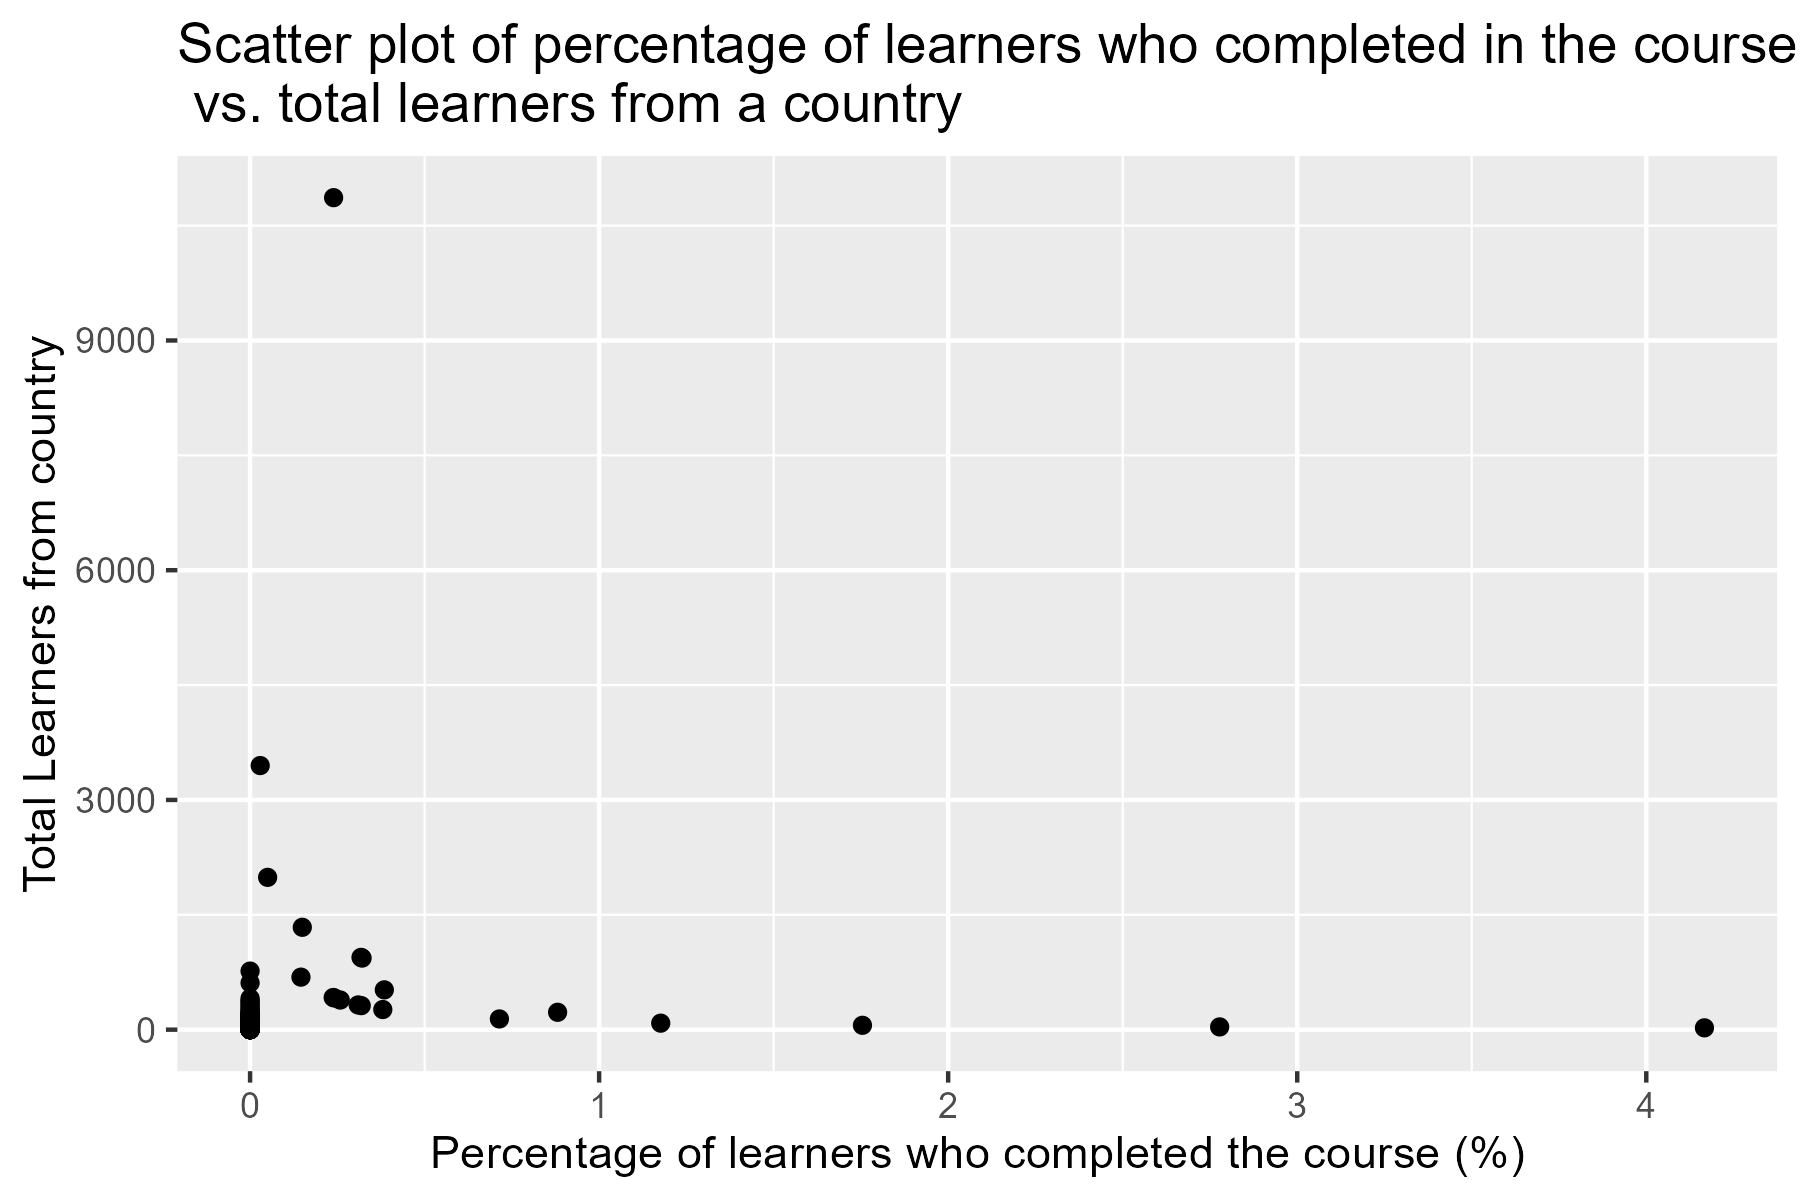 Scatter plot of percentage of learners who completed in the course
vs. total learners from a country
Total Learners from country
9000
6000
3000
0
0 1 2 3 4
Percentage of learners who completed the course (%)